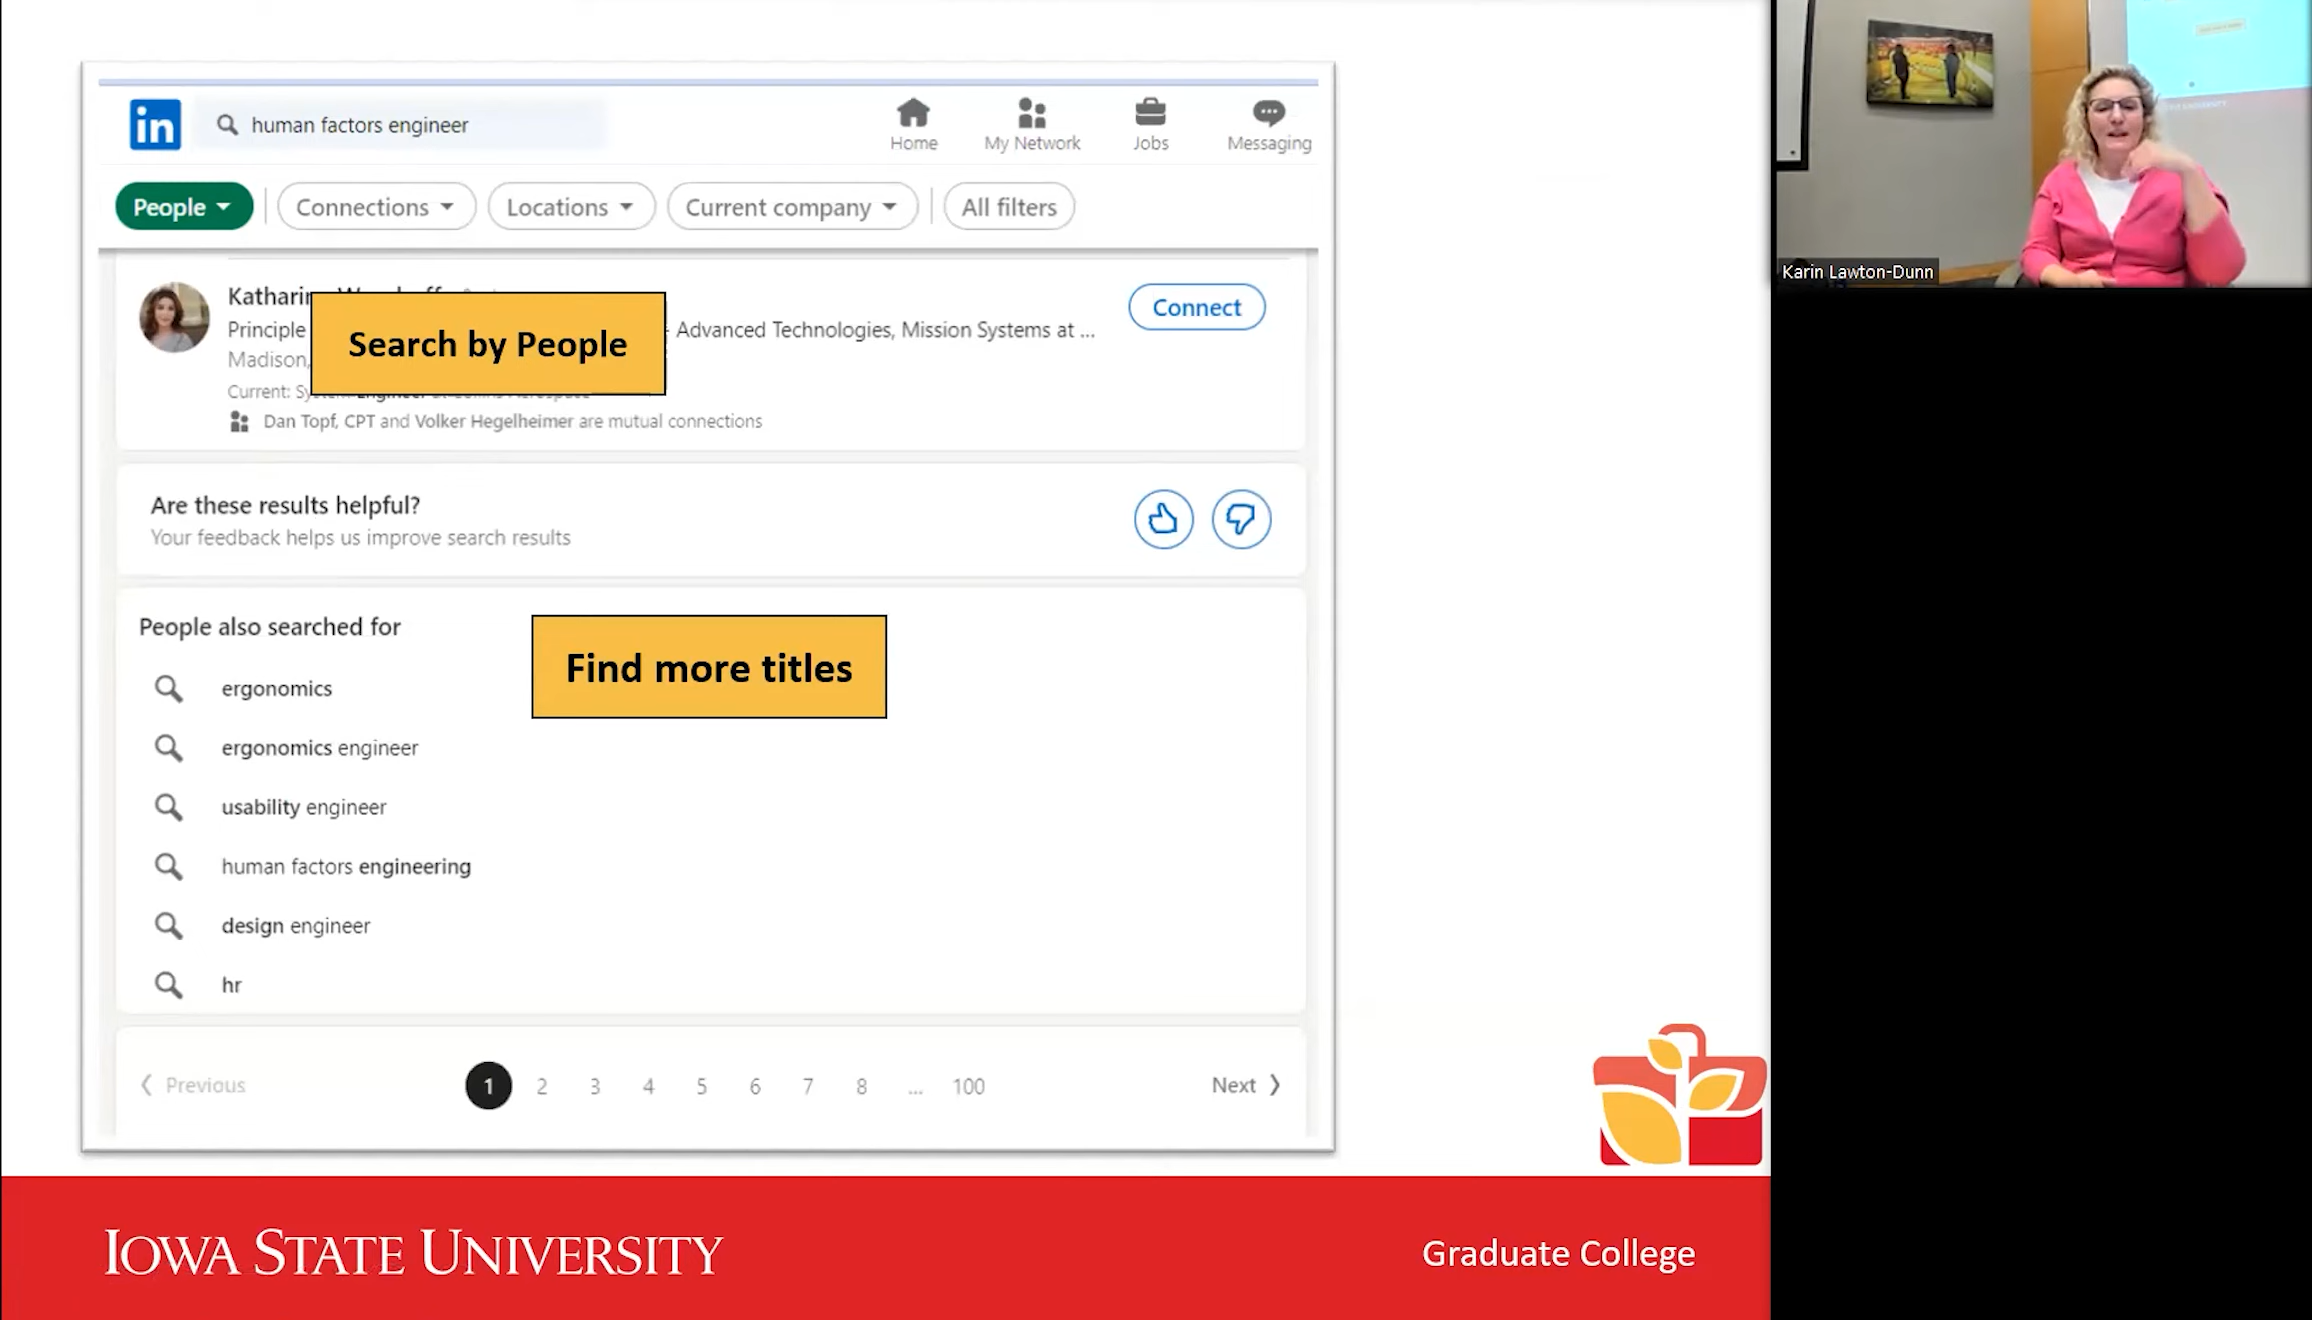 in
human factors engineer
Home
My Network
Jobs
Messaging
People
Connections
Locations
Current company
All filters
Search by People
Principle
Advanced Technologies, Mission Systems at ...
Madison,
Current:
Connect
Dan Topf, CPT and Volker Hegelheimer are mutual connections
Are these results helpful?
Your feedback helps us improve search results
People also searched for
Find more titles
ergonomics
ergonomics engineer
usability engineer
human factors engineering
design engineer
hr
Previous
1 2 3 4 5 6 7 8 ... 100
Next
IOWA STATE UNIVERSITY
Graduate College
Karin Lawton-Dunn